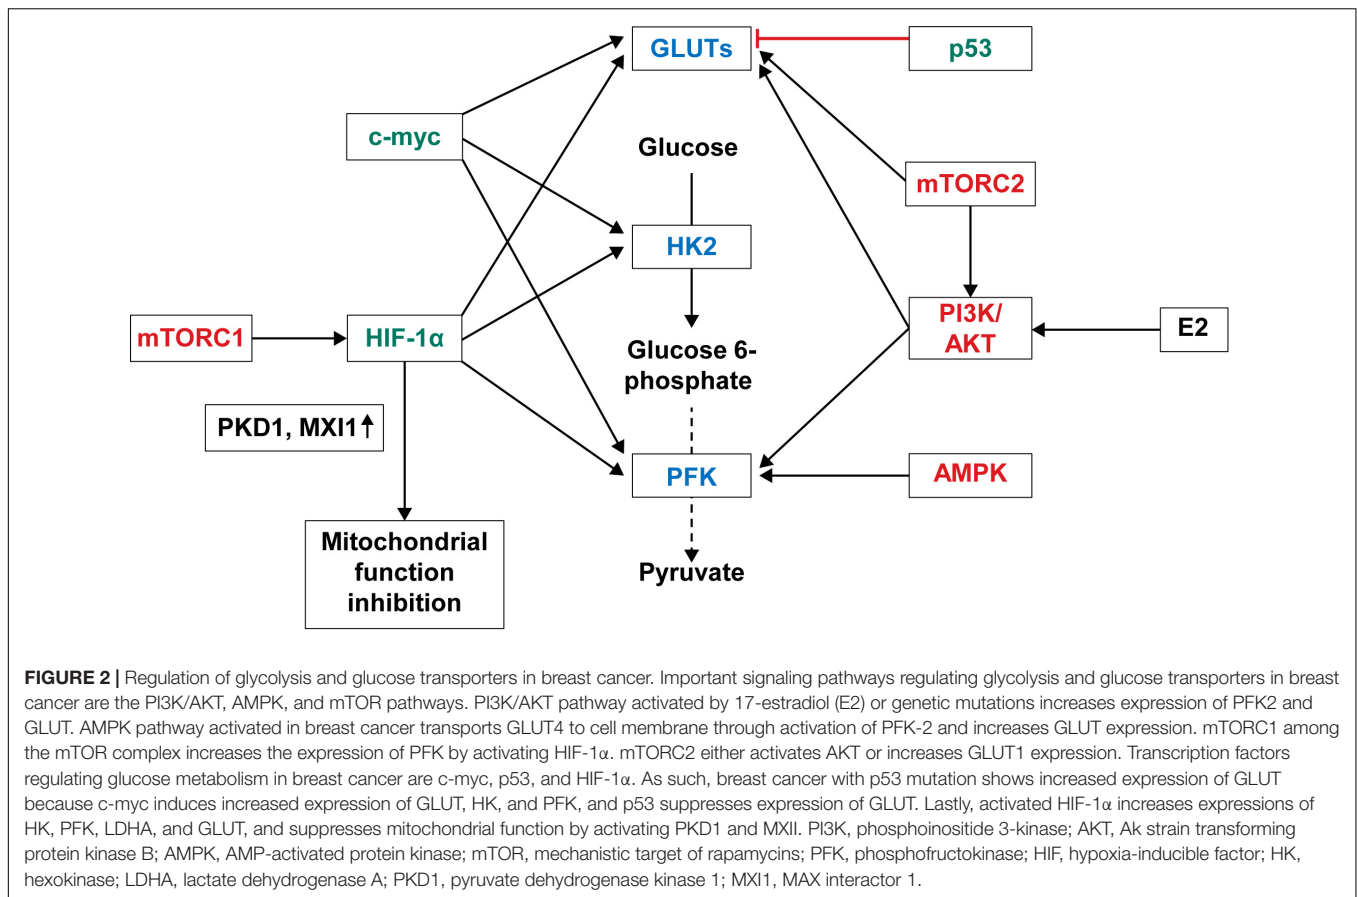 GLUTs
p53
c-myc
Glucose
mTORC2
HK2
mTORC1
HIF-1α
PI3K/
AKT
E2
Glucose 6-
phosphate
PKD1, MXI1
PFK
AMPK
Mitochondrial
function
inhibition
Pyruvate
FIGURE 2 | Regulation of glycolysis and glucose transporters in breast cancer. Important signaling pathways regulating glycolysis and glucose transporters in breast
cancer are the PI3K/AKT, AMPK, and mTOR pathways. PI3K/AKT pathway activated by 17-estradiol (E2) or genetic mutations increases expression of PFK2 and
GLUT. AMPK pathway activated in breast cancer transports GLUT4 to cell membrane through activation of PFK-2 and increases GLUT expression. mTORC1 among
the mTOR complex increases the expression of PFK by activating HIF-1α. mTORC2 either activates AKT or increases GLUT1 expression. Transcription factors
regulating glucose metabolism in breast cancer are c-myc, p53, and HIF-1α. As such, breast cancer with p53 mutation shows increased expression of GLUT
because c-myc induces increased expression of GLUT, HK, and PFK, and p53 suppresses expression of GLUT. Lastly, activated HIF-1α increases expressions of
HK, PFK, LDHA, and GLUT, and suppresses mitochondrial function by activating PKD1 and MXII. PI3K, phosphoinositide 3-kinase; AKT, Ak strain transforming
protein kinase B; AMPK, AMP-activated protein kinase; mTOR, mechanistic target of rapamycins; PFK, phosphofructokinase; HIF, hypoxia-inducible factor; HK,
hexokinase; LDHA, lactate dehydrogenase A; PKD1, pyruvate dehydrogenase kinase 1; MXI1, MAX interactor 1.